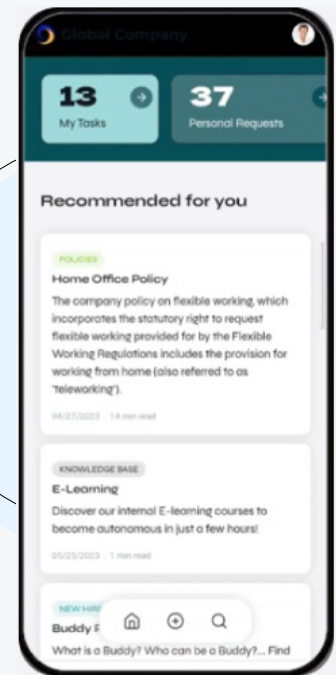 Global Company
13
My Tasks
37
Personal Requests
Recommended for you
POLICIES
Home Office Policy
The company policy on flexible working, which
incorporates the statutory right to request
flexible working provided for by the Flexible
Working Regulations includes the provision for
working from home (also referred to as
'teleworking').
04/27/2023 . 14 min read
KNOWLEDGE BASE
E-Learning
Discover our internal E-learning courses to
become autonomous in just a few hours!
05/25/2023 . 1 min read
NEW HIRE
Buddy
What is a Buddy? Who can be a Buddy?... Find